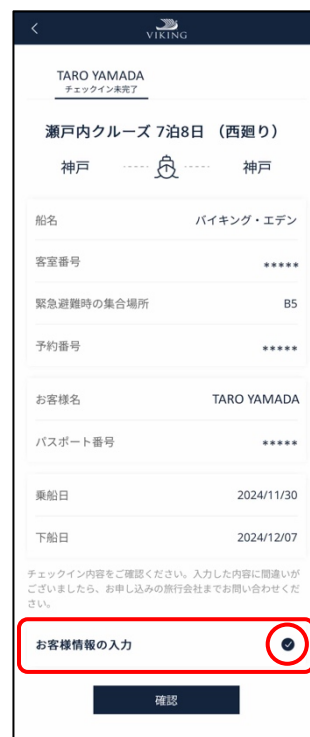 VIKING
TARO YAMADA
チェックイン未完了
瀬戸内クルーズ 7泊8日 （西廻り）
神戸 神戸
船名 バイキング・エデン
客室番号 *****
緊急避難時の集合場所 B5
予約番号 *****
お客様名 TARO YAMADA
パスポート番号 *****
乗船日 2024/11/30
下船日 2024/12/07
チェックイン内容をご確認ください。入力した内容に間違いが
ございましたら、お申し込みの旅行会社までお問い合わせくだ
さい。
お客様情報の入力
確認